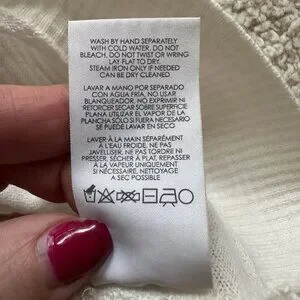 WASH BY HAND SEPARATELY
WITH COLD WATER, DO NOT
BLEACH, DO NOT TWIST OR WRING
LAY FLAT TO DRY.
STEAM IRON ONLY IF NEEDED
CAN BE DRY CLEANED
LAVAR A MANO POR SEPARADO
CON AGUA FRÍA, NO USAR
BLANQUEADOR, NO EXPRIMIR NI
RETORCER SECAR SOBRE SUPERFICIE
PLANA UTILIZAR EL VAPOR DE LA
PLANCHA SÓLO SI FUERA NECESARIO
SE PUEDE LAVAR EN SECO
LAVER À LA MAIN SÉPARÉMENT
À L'EAU FROIDE, NE PAS
JAVELLISER, NE PAS TORDRE NI
PRESSER, SÉCHER À PLAT, REPASSER
À LA VAPEUR UNIQUEMENT
SI NÉCESSAIRE, NETTOYAGE
A SEC POSSIBLE